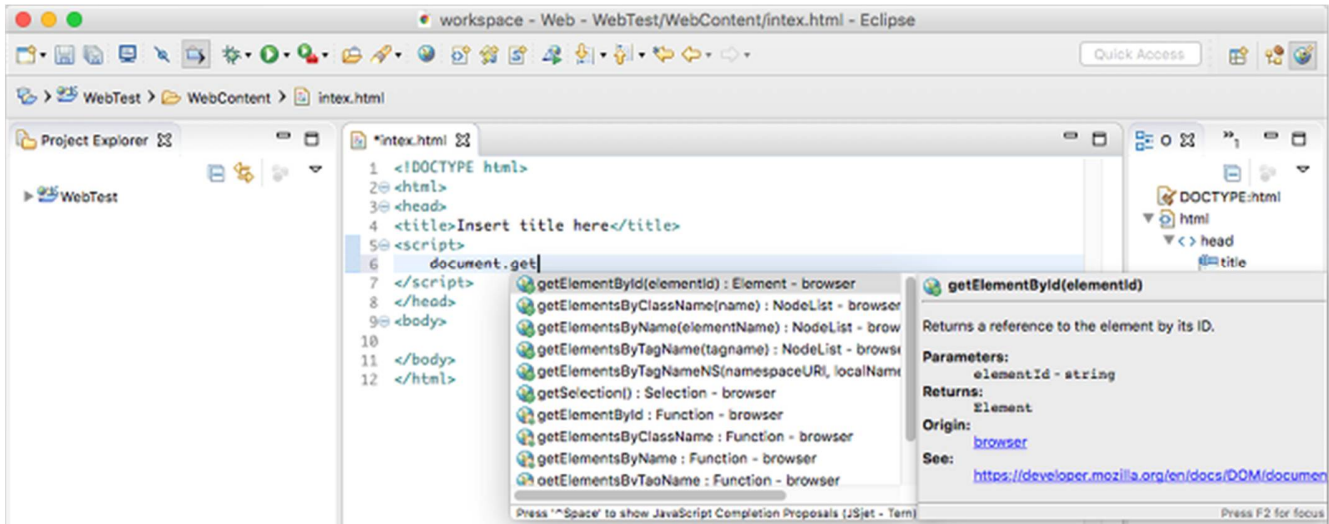 workspace - Web - WebTest/WebContent/intex.html - Eclipse
Quick Access
WebTest > WebContent > intex.html
Project Explorer
WebTest
*intex.html
1 <!DOCTYPE html>
2 <html>
3 <head>
4 <title>Insert title here</title>
5 <script>
6 document.get
7 </script>
8 </head>
9 <body>
10
11 </body>
12 </html>
getElementById(elementId) : Element - browser
getElementsByClassName(name) : NodeList - browser
getElementsByName(elementName) : NodeList - brow
getElementsByTagName(tagname) : NodeList - browse
getElementsByTagNameNS(namespaceURI, localName
getSelection() : Selection - browser
getElementById : Function - browser
getElementsByClassName : Function - browser
getElementsByName : Function - browser
getElementsByTagName : Function - browser
Press '^Space' to show JavaScript Completion Proposals (JSjet - Tern)
getElementById(elementId)
Returns a reference to the element by its ID.
Parameters:
elementId - string
Returns:
Element
Origin:
browser
See:
https://developer.mozilla.org/en/docs/DOM/documen
Press F2 for focus
O
»1
DOCTYPE:html
html
<> head
title